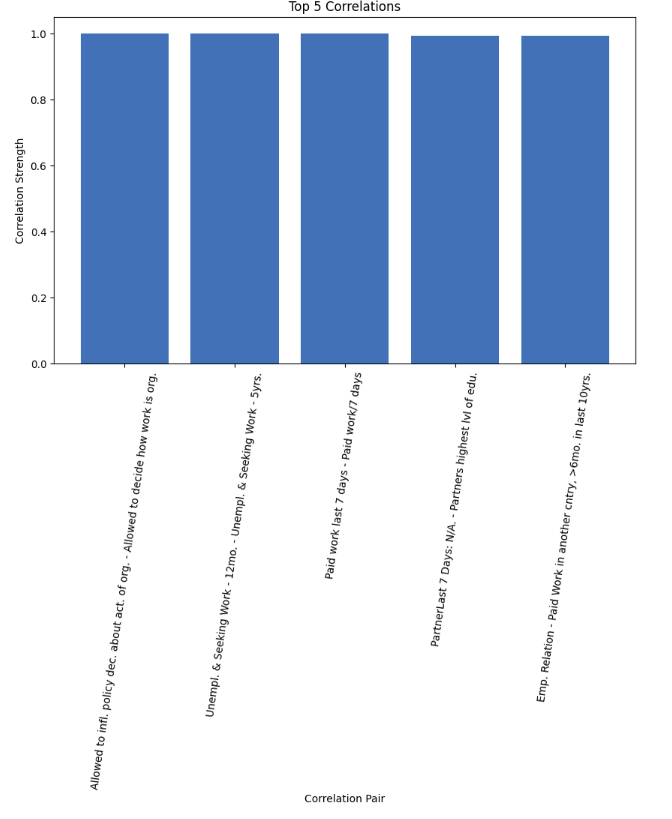 Top 5 Correlations
Correlation Strength
1.0
0.8
0.6
0.4
0.2
0.0
Allowed to infl. policy dec. about act. of org. - Allowed to decide how work is org.
Unempl. & Seeking Work - 12mo. - Unempl. & Seeking Work - 5yrs.
Paid work last 7 days - Paid work/7 days
PartnerLast 7 Days: N/A. - Partners highest lvl of edu.
Emp. Relation - Paid Work in another cntry, >6mo. in last 10yrs.
Correlation Pair